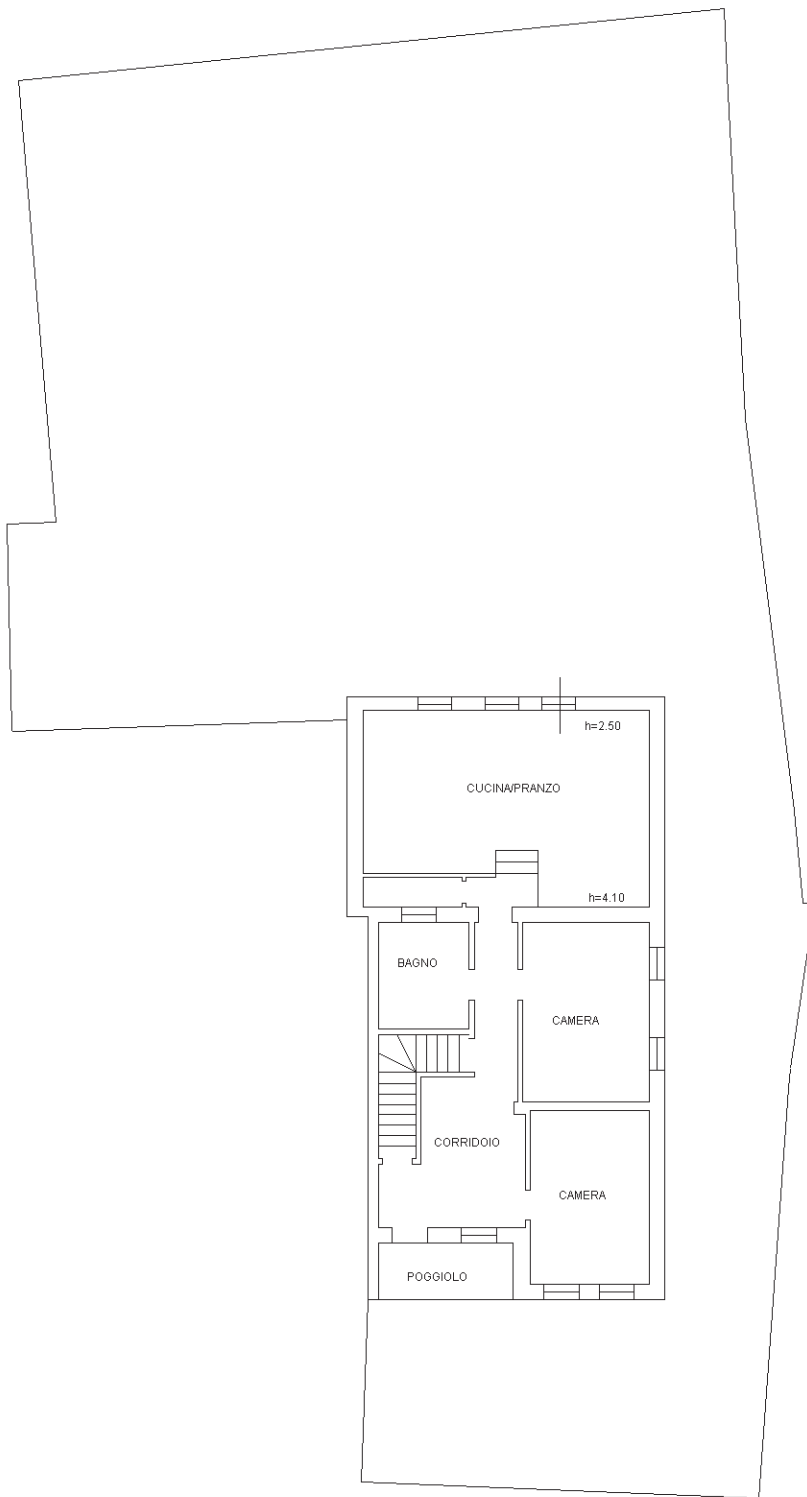 h=2.50
CUCINA/PRANZO
h=4.10
BAGNO
CAMERA
CORRIDOIO
CAMERA
POGGIOLO